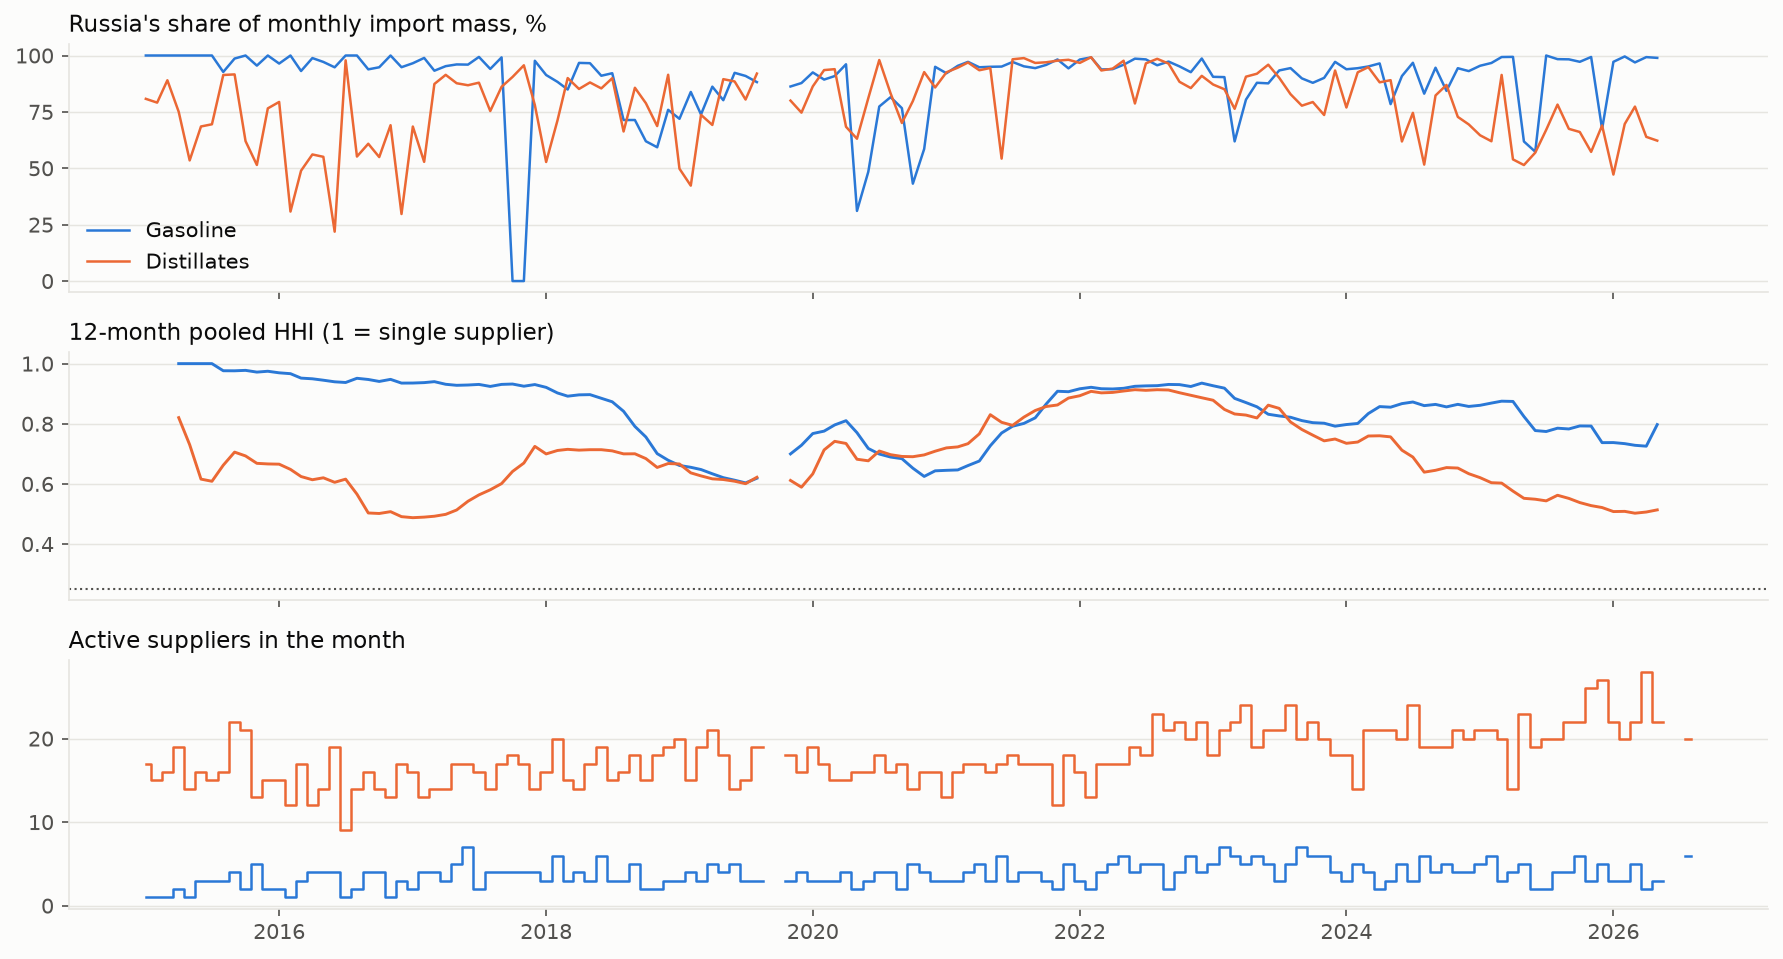 Russia's share of monthly import mass, %
100
75
50
25
0
Gasoline
Distillates
12-month pooled HHI (1 = single supplier)
1.0
0.8
0.6
0.4
Active suppliers in the month
20
10
0
2016 2018 2020 2022 2024 2026